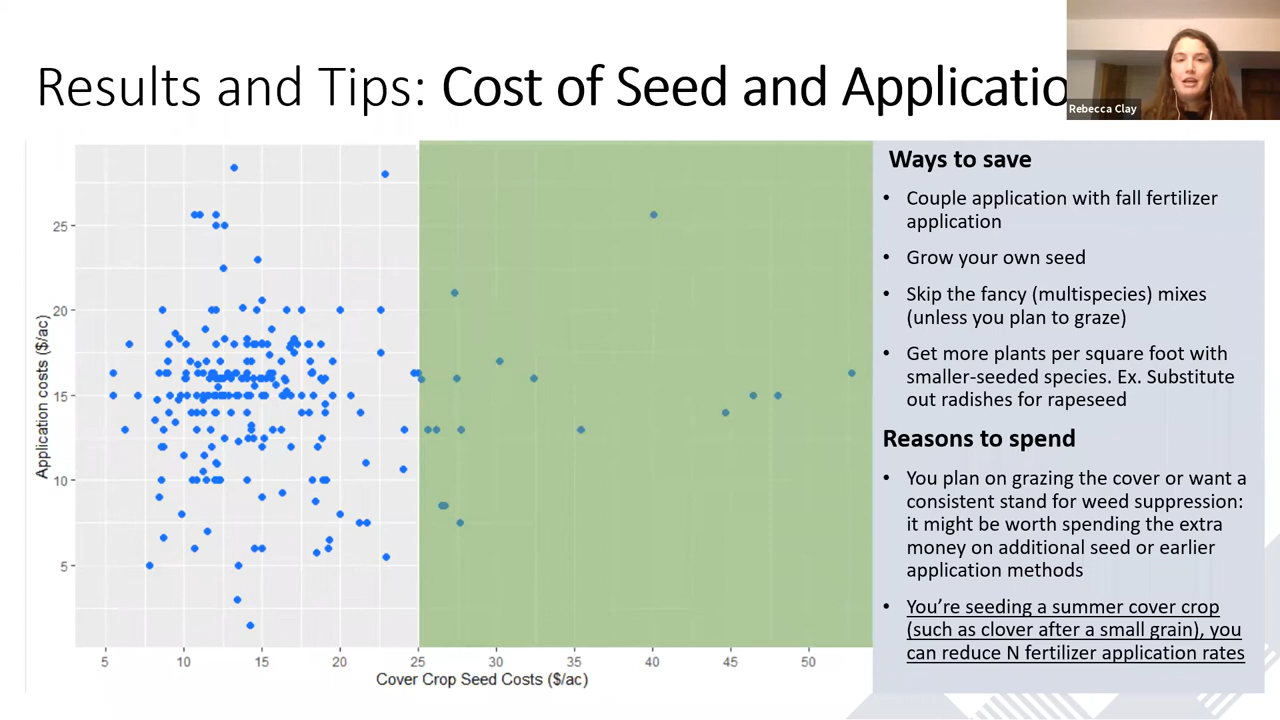 Results and Tips: Cost of Seed and Applicatio
Rebecca Clay
Application costs ($/ac)
25
20
15
10
5
5
10
15
20
25
30
35
40
45
50
Cover Crop Seed Costs ($/ac)
Ways to save
• Couple application with fall fertilizer
application
• Grow your own seed
• Skip the fancy (multispecies) mixes
(unless you plan to graze)
• Get more plants per square foot with
smaller-seeded species. Ex. Substitute
out radishes for rapeseed
Reasons to spend
• You plan on grazing the cover or want a
consistent stand for weed suppression:
it might be worth spending the extra
money on additional seed or earlier
application methods
• You’re seeding a summer cover crop
(such as clover after a small grain), you
can reduce N fertilizer application rates